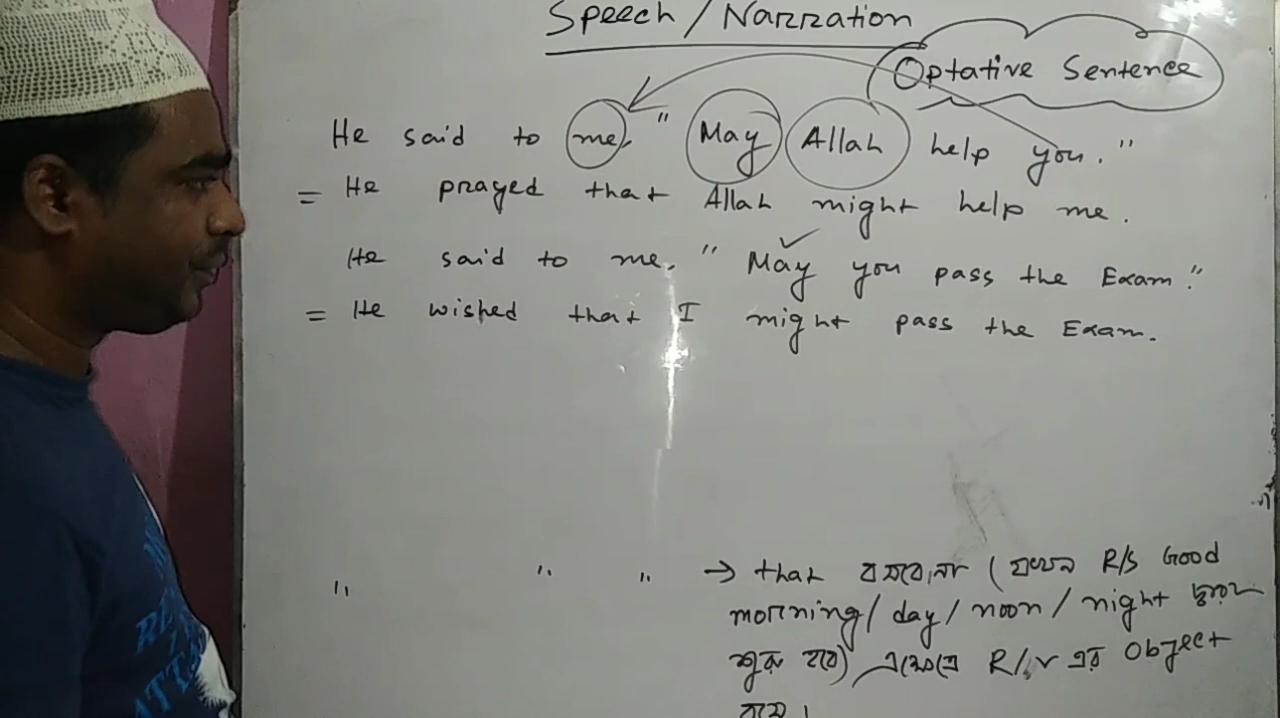 Speech / Narration
Optative Sentence
He said to me, " May Allah help you."
= He prayed that Allah might help me.
He said to me, " May you pass the Exam."
= He wished that I might pass the Exam.
" " " → that বসবে না ( যখন R/S Good
morning / day / noon / night দ্বারা
শুরু হবে) এক্ষেত্রে R/v এর Object
বসে।